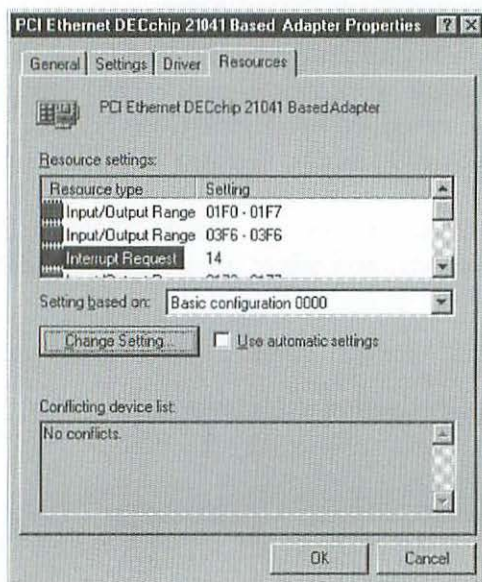 PCI Ethernet DECchip 21041 Based Adapter Properties
General Settings Driver Resources
PCI Ethernet DECchip 21041 Based Adapter
Resource settings:
Resource type Setting
Input/Output Range 01F0 - 01F7
Input/Output Range 03F6 - 03F6
Interrupt Request 14
Setting based on: Basic configuration 0000
Change Setting... Use automatic settings
Conflicting device list:
No conflicts.
OK Cancel